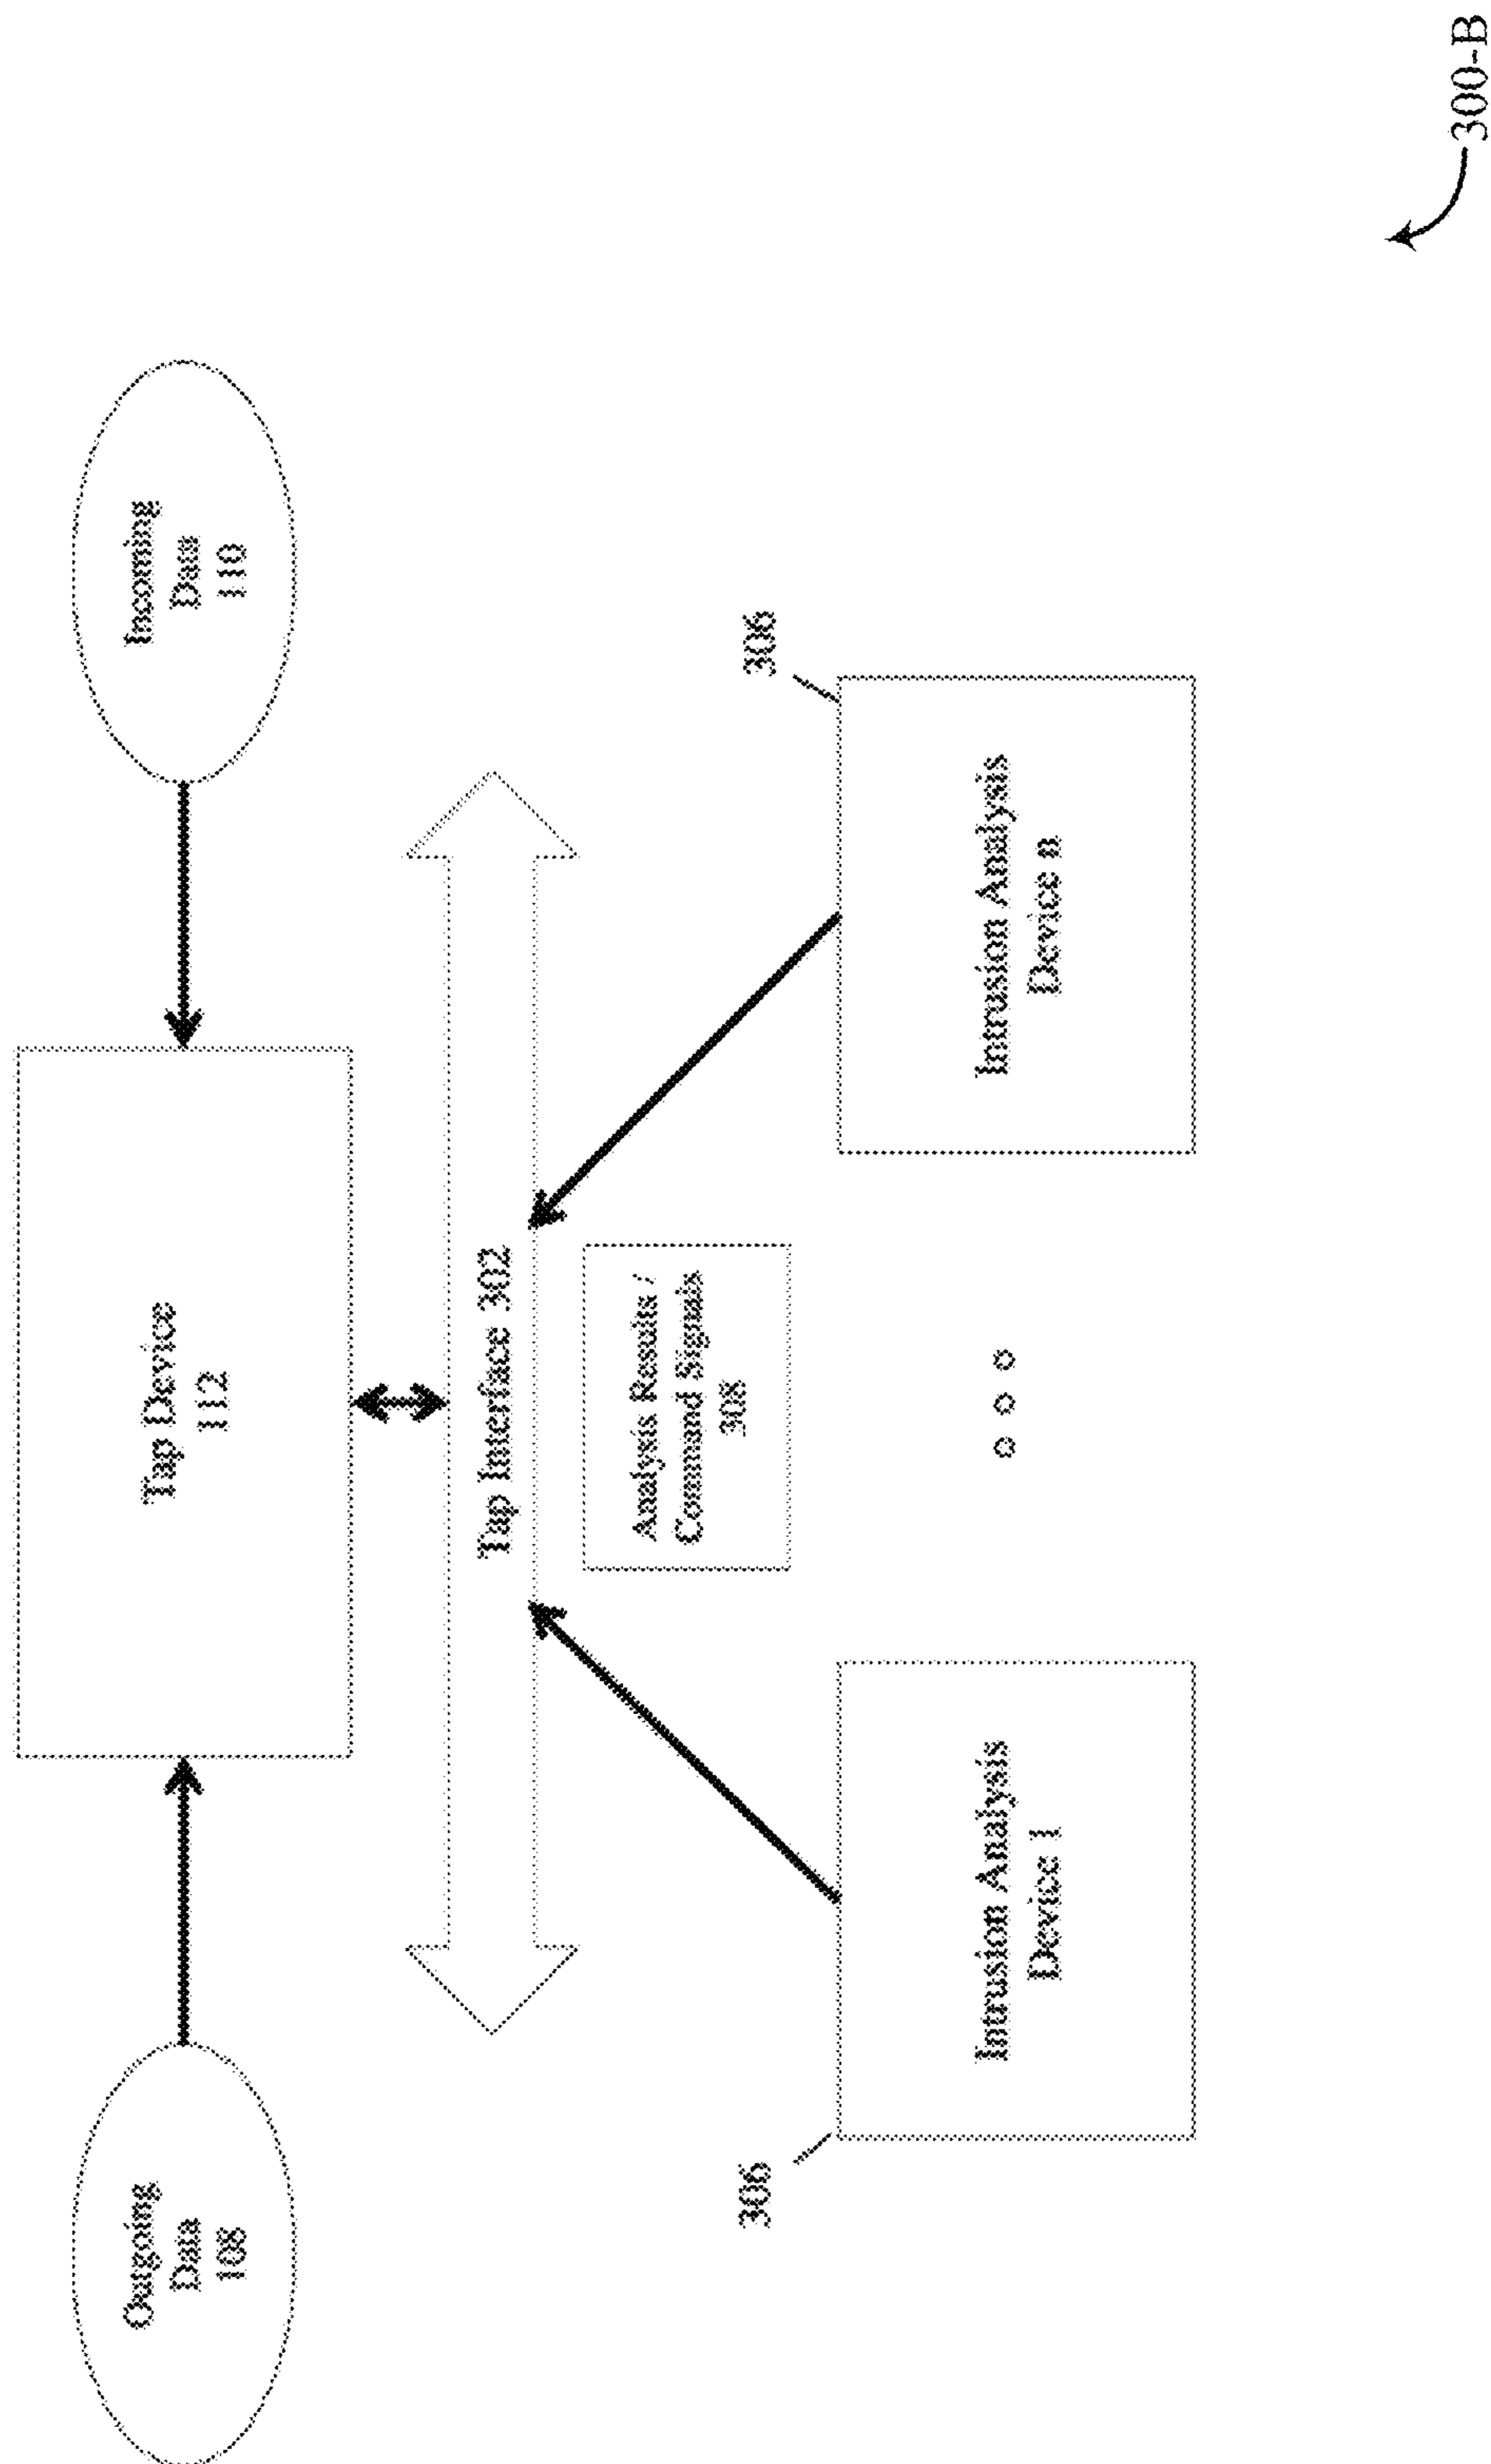 Outgoing
Data
108
Tap Device
112
Incoming
Data
110
Tap Interface 302
Analysis Results /
Command Signals
308
306
Intrusion Analysis
Device 1
306
Intrusion Analysis
Device n
300-B